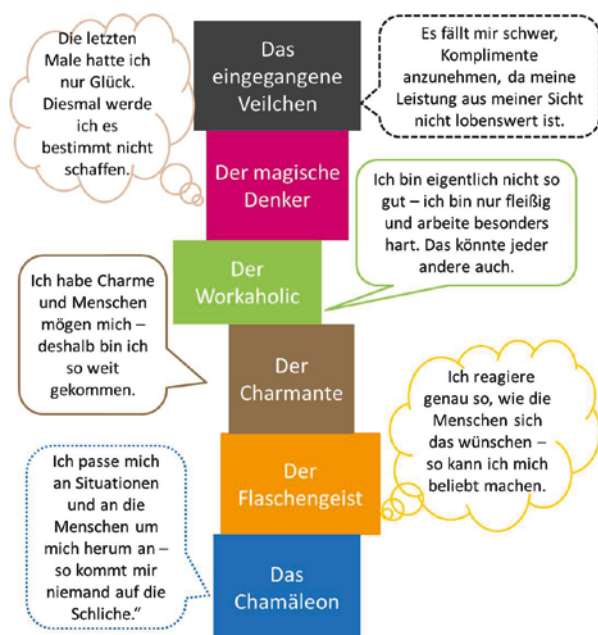 Die letzten
Male hatte ich
nur Glück.
Diesmal werde
ich es
bestimmt nicht
schaffen.
Das
eingegangene
Veilchen
Es fällt mir schwer,
Komplimente
anzunehmen, da meine
Leistung aus meiner Sicht
nicht lobenswert ist.
Der magische
Denker
Ich bin eigentlich nicht so
gut – ich bin nur fleißig
und arbeite besonders
hart. Das könnte jeder
andere auch.
Der
Workaholic
Ich habe Charme
und Menschen
mögen mich –
deshalb bin ich
so weit
gekommen.
Der
Charmante
Ich reagiere
genau so, wie die
Menschen sich
das wünschen –
so kann ich mich
beliebt machen.
Der
Flaschengeist
Ich passe mich
an Situationen
und an die
Menschen um
mich herum an –
so kommt mir
niemand auf die
Schliche.“
Das
Chamäleon